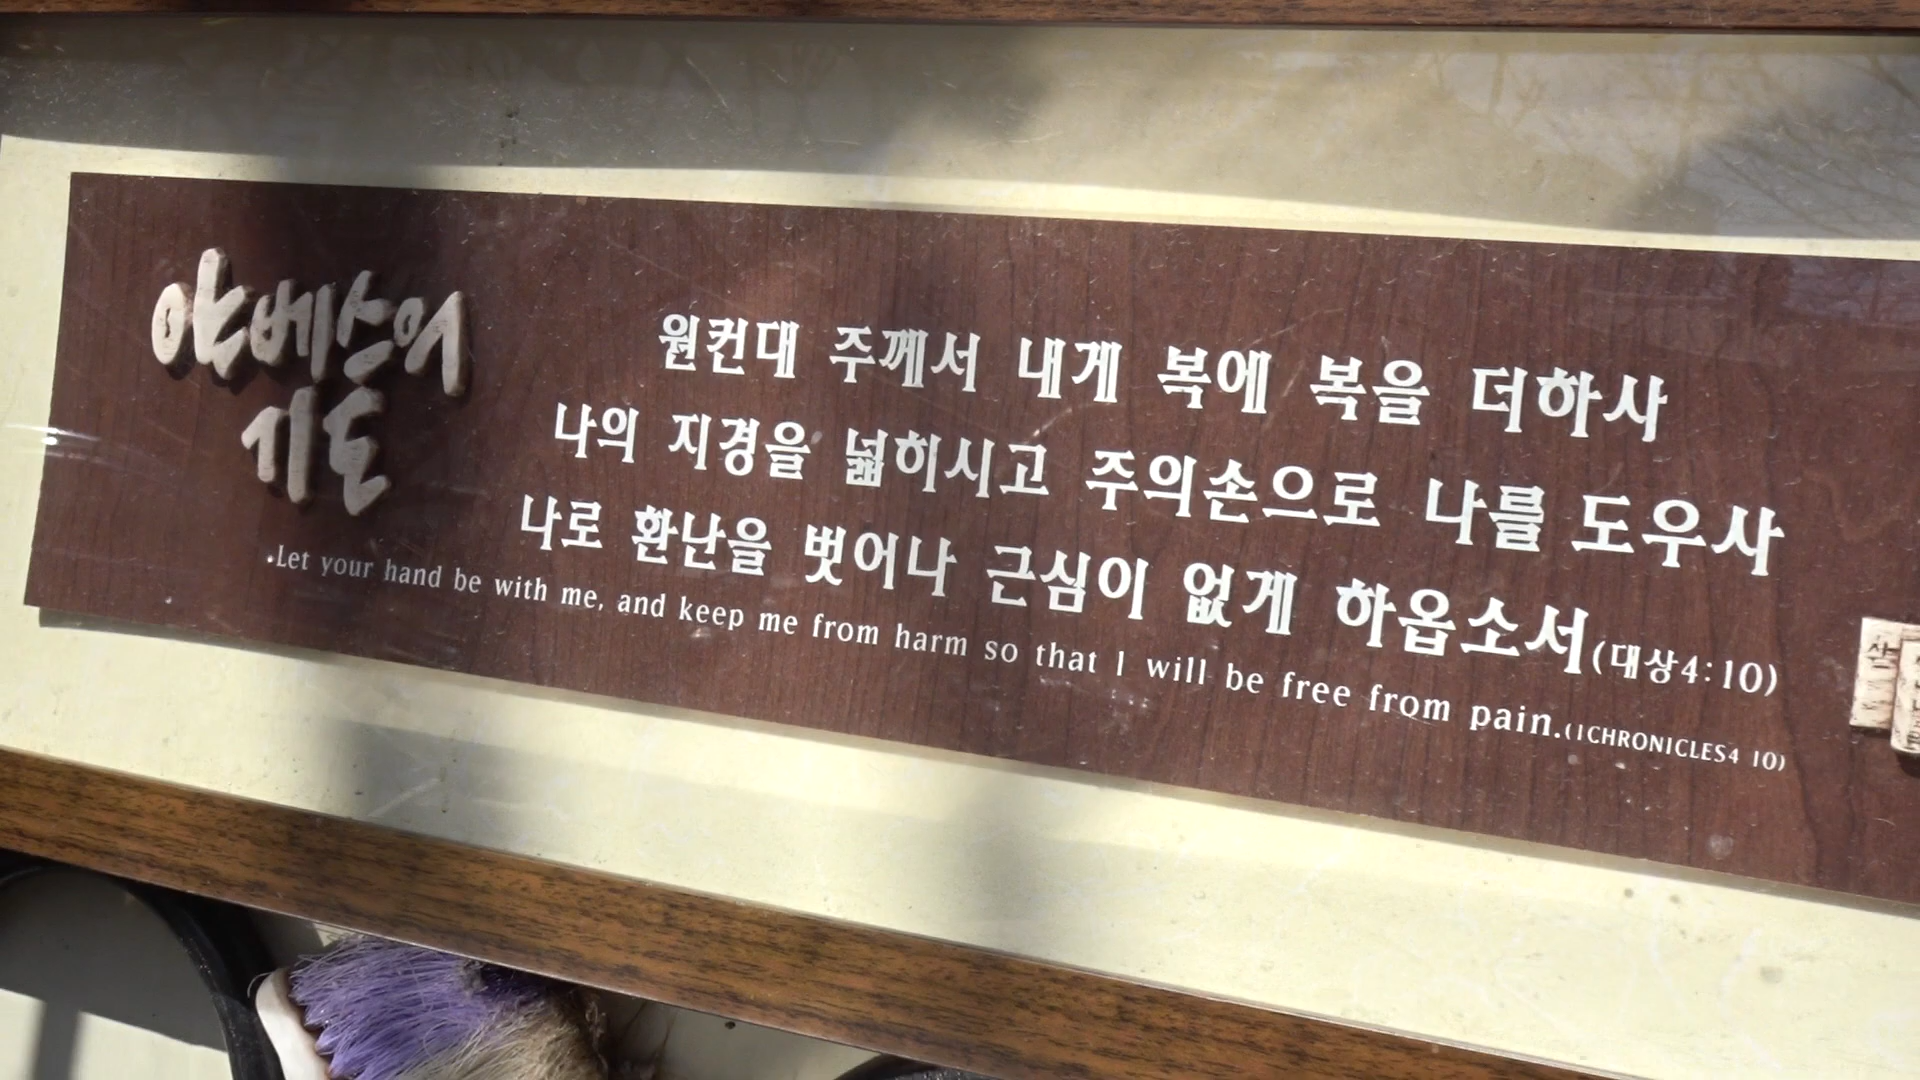 야베스의
기도
원컨대 주께서 내게 복에 복을 더하사
나의 지경을 넓히시고 주의손으로 나를 도우사
나로 환난을 벗어나 근심이 없게 하옵소서(대상4:10)
.Let your hand be with me, and keep me from harm so that I will be free from pain.(1CHRONICLES4 10)